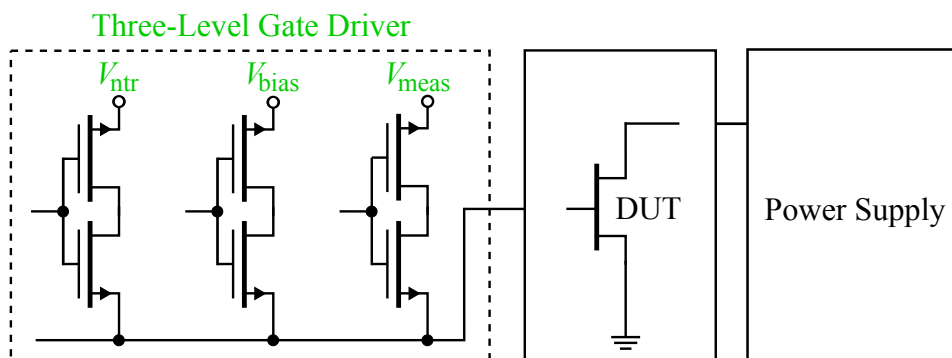 Three-Level Gate Driver
Vntr
Vbias
Vmeas
DUT
Power Supply